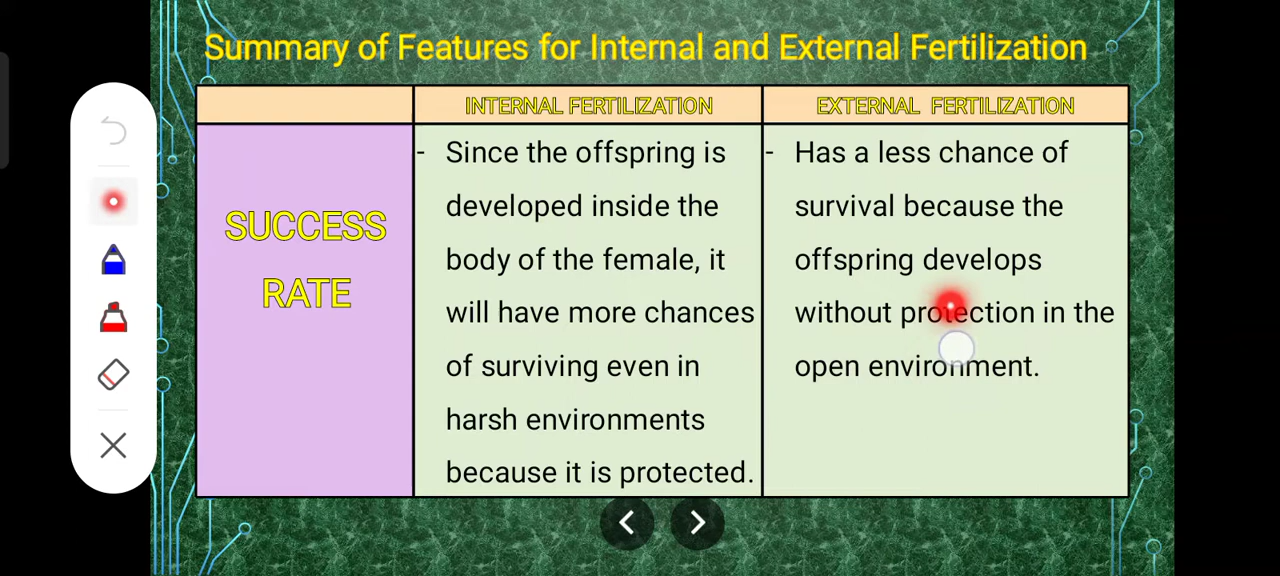 Summary of Features for Internal and External Fertilization
INTERNAL FERTILIZATION
EXTERNAL FERTILIZATION
SUCCESS
RATE
- Since the offspring is
developed inside the
body of the female, it
will have more chances
of surviving even in
harsh environments
because it is protected.
- Has a less chance of
survival because the
offspring develops
without protection in the
open environment.